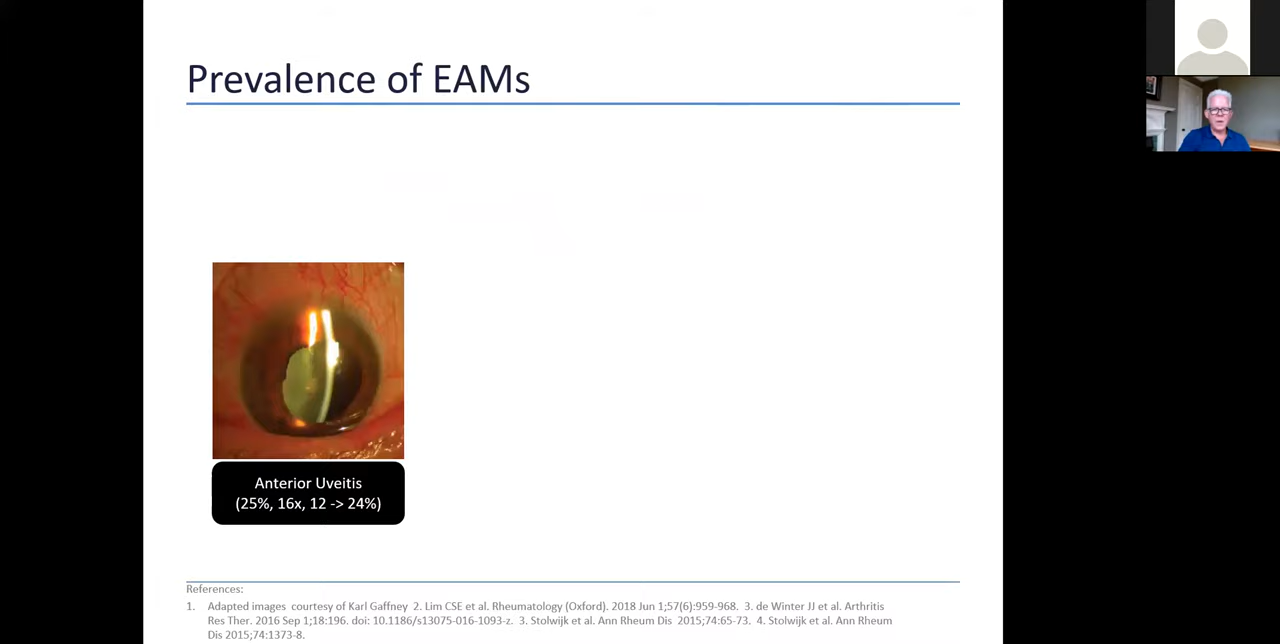 Prevalence of EAMs
Anterior Uveitis
(25%, 16x, 12 -> 24%)
References:
1. Adapted images courtesy of Karl Gaffney 2. Lim CSE et al. Rheumatology (Oxford). 2018 Jun 1;57(6):959-968. 3. de Winter JJ et al. Arthritis
Res Ther. 2016 Sep 1;18:196. doi: 10.1186/s13075-016-1093-z. 3. Stolwijk et al. Ann Rheum Dis 2015;74:65-73. 4. Stolwijk et al. Ann Rheum
Dis 2015;74:1373-8.